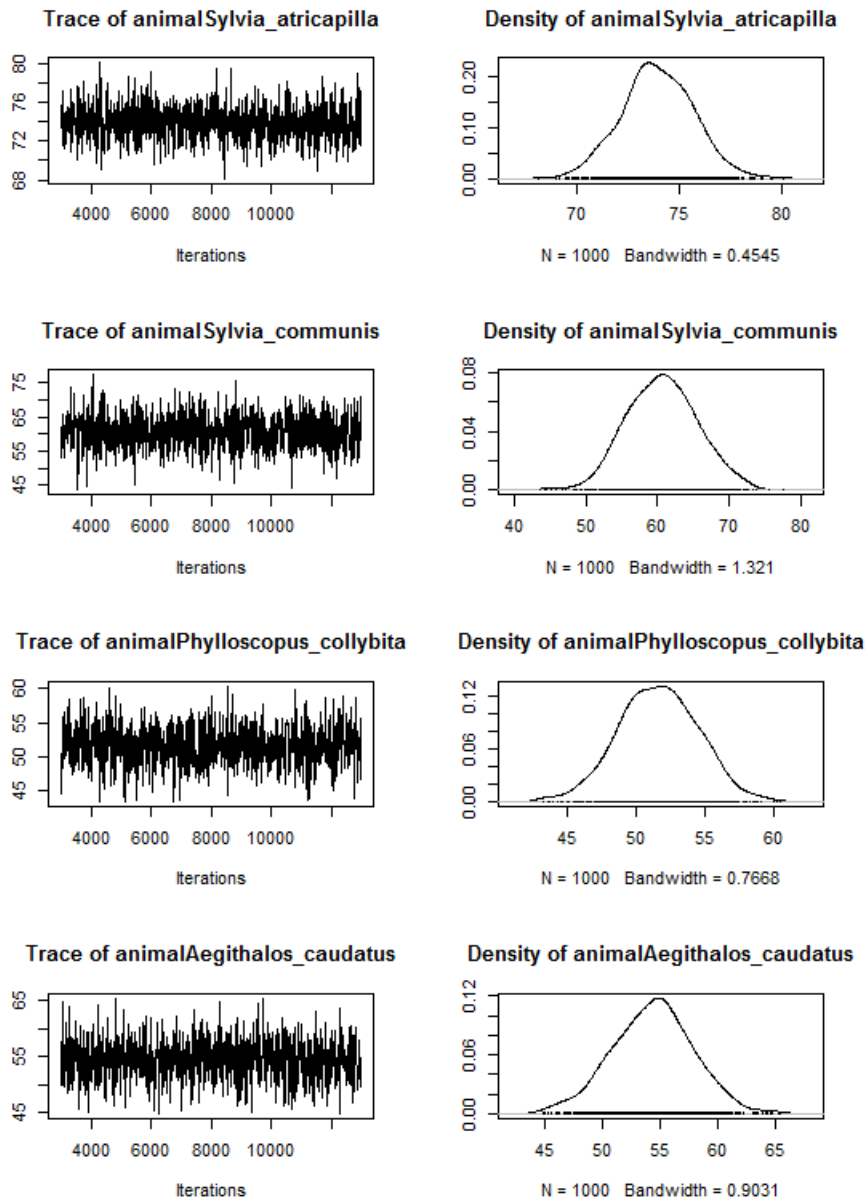 Trace of animalSylvia_atricapilla
80
76
72
68
4000 6000 8000 10000
Iterations
Density of animalSylvia_atricapilla
0.20
0.10
0.00
70 75 80
N = 1000 Bandwidth = 0.4545
Trace of animalSylvia_communis
75
65
55
45
4000 6000 8000 10000
Iterations
Density of animalSylvia_communis
0.08
0.04
0.00
40 50 60 70 80
N = 1000 Bandwidth = 1.321
Trace of animalPhylloscopus_collybita
60
55
50
45
4000 6000 8000 10000
Iterations
Density of animalPhylloscopus_collybita
0.12
0.06
0.00
45 50 55 60
N = 1000 Bandwidth = 0.7668
Trace of animalAegithalos_caudatus
65
55
45
4000 6000 8000 10000
Iterations
Density of animalAegithalos_caudatus
0.12
0.06
0.00
45 50 55 60 65
N = 1000 Bandwidth = 0.9031